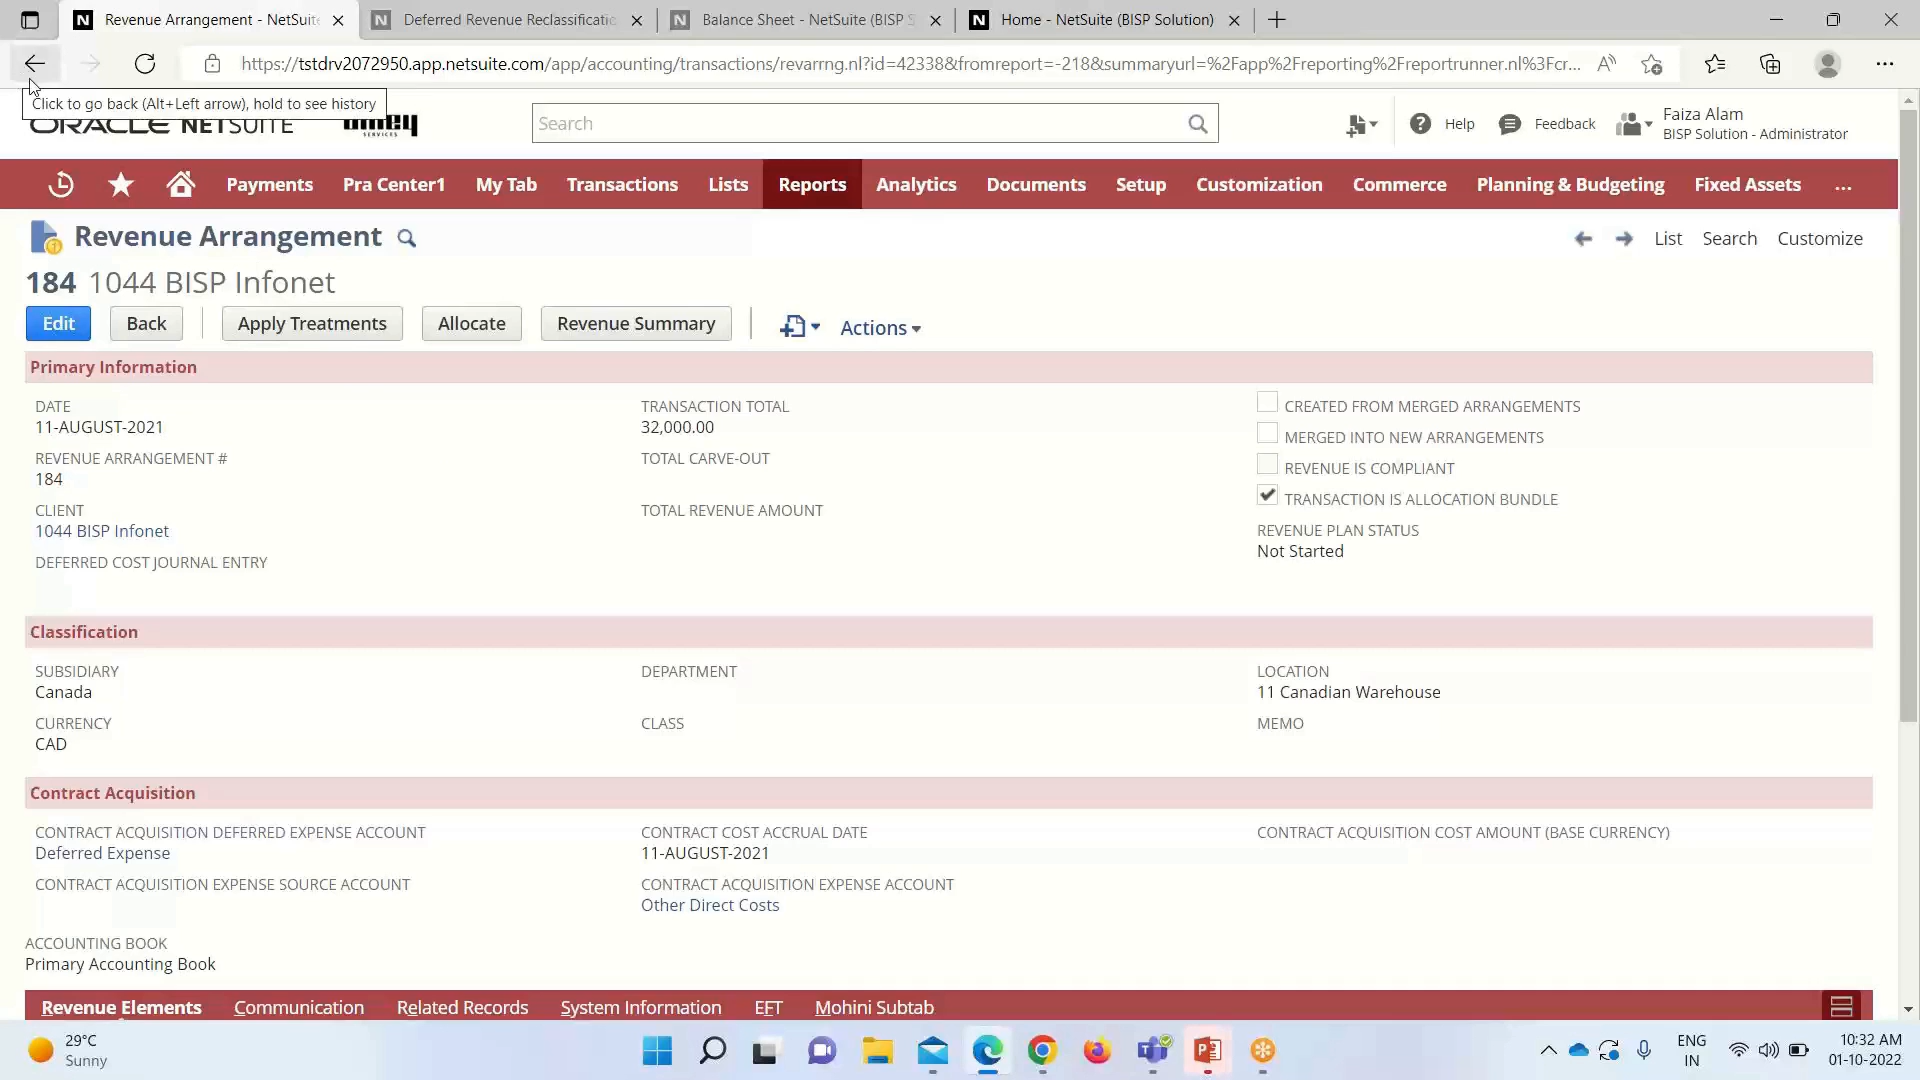 Revenue Arrangement - NetSuite
Deferred Revenue Reclassificatio
Balance Sheet - NetSuite (BISP S
Home - NetSuite (BISP Solution)
https://tstdrv2072950.app.netsuite.com/app/accounting/transactions/revarrng.nl?id=42338&fromreport=-218&summaryurl=%2Fapp%2Freporting%2Freportrunner.nl%3Fcr...
Click to go back (Alt+Left arrow), hold to see history
ORACLE NETSUITE
SERVICES
Search
Help
Feedback
Faiza Alam
BISP Solution - Administrator
Payments
Pra Center1
My Tab
Transactions
Lists
Reports
Analytics
Documents
Setup
Customization
Commerce
Planning & Budgeting
Fixed Assets
...
Revenue Arrangement
List
Search
Customize
184 1044 BISP Infonet
Edit
Back
Apply Treatments
Allocate
Revenue Summary
Actions
Primary Information
DATE
11-AUGUST-2021
REVENUE ARRANGEMENT #
184
CLIENT
1044 BISP Infonet
DEFERRED COST JOURNAL ENTRY
TRANSACTION TOTAL
32,000.00
TOTAL CARVE-OUT
TOTAL REVENUE AMOUNT
CREATED FROM MERGED ARRANGEMENTS
MERGED INTO NEW ARRANGEMENTS
REVENUE IS COMPLIANT
TRANSACTION IS ALLOCATION BUNDLE
REVENUE PLAN STATUS
Not Started
Classification
SUBSIDIARY
Canada
CURRENCY
CAD
DEPARTMENT
CLASS
LOCATION
11 Canadian Warehouse
MEMO
Contract Acquisition
CONTRACT ACQUISITION DEFERRED EXPENSE ACCOUNT
Deferred Expense
CONTRACT ACQUISITION EXPENSE SOURCE ACCOUNT
CONTRACT COST ACCRUAL DATE
11-AUGUST-2021
CONTRACT ACQUISITION EXPENSE ACCOUNT
Other Direct Costs
CONTRACT ACQUISITION COST AMOUNT (BASE CURRENCY)
ACCOUNTING BOOK
Primary Accounting Book
Revenue Elements
Communication
Related Records
System Information
EFT
Mohini Subtab
29°C
Sunny
ENG
IN
10:32 AM
01-10-2022